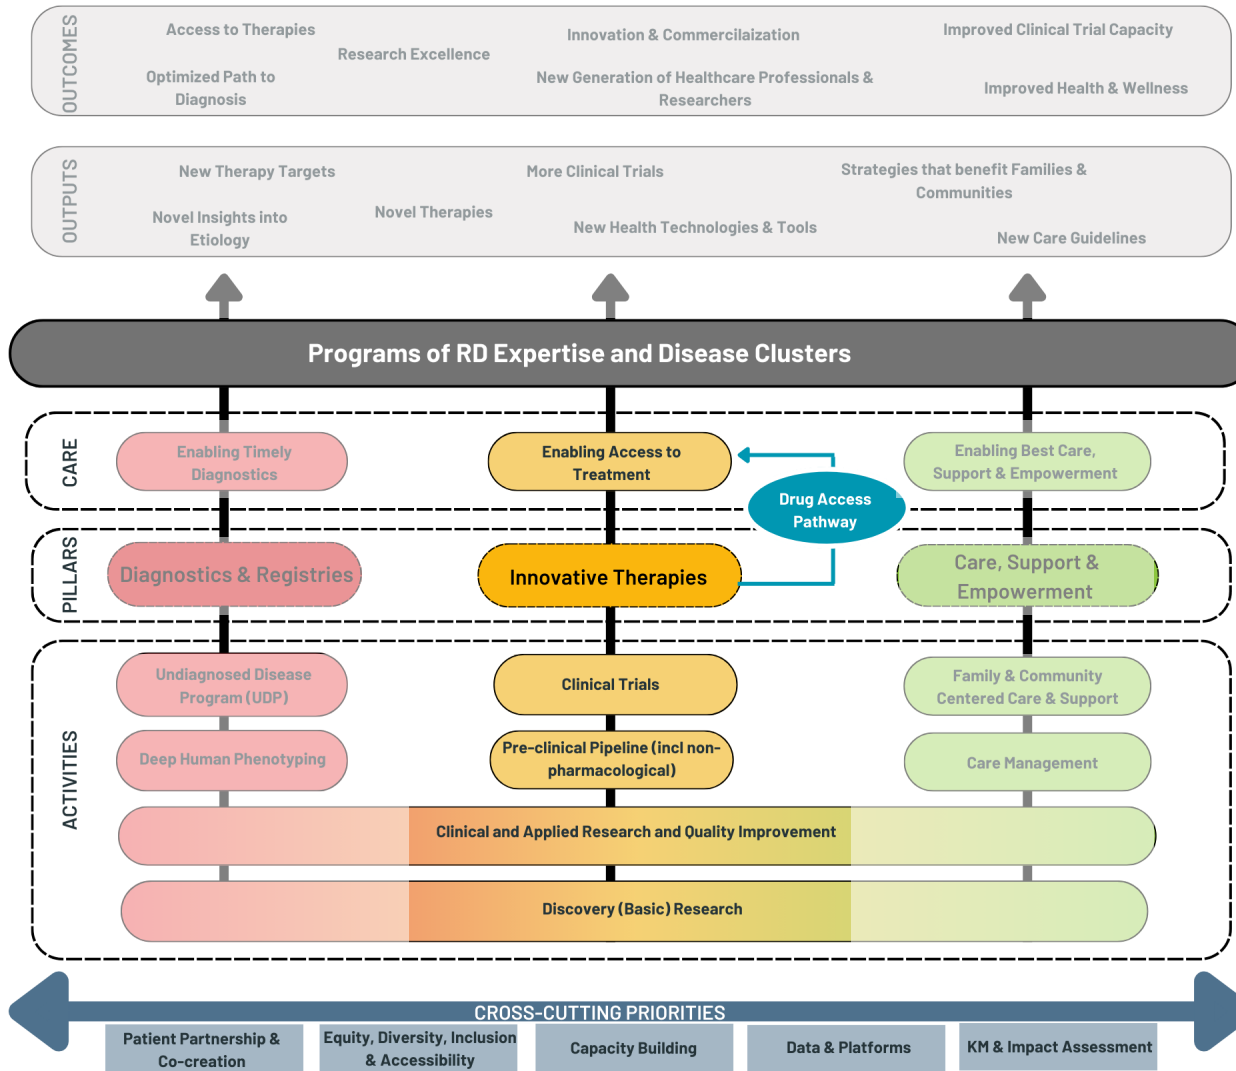 OUTCOMES
Access to Therapies
Research Excellence
Innovation & Commercilaization
Improved Clinical Trial Capacity
Optimized Path to
Diagnosis
New Generation of Healthcare Professionals &
Researchers
Improved Health & Wellness
OUTPUTS
New Therapy Targets
More Clinical Trials
Strategies that benefit Families &
Communities
Novel Insights into
Etiology
Novel Therapies
New Health Technologies & Tools
New Care Guidelines
Programs of RD Expertise and Disease Clusters
CARE
Enabling Timely
Diagnostics
Enabling Access to
Treatment
Enabling Best Care,
Support & Empowerment
Drug Access
Pathway
PILLARS
Diagnostics & Registries
Innovative Therapies
Care, Support &
Empowerment
ACTIVITIES
Undiagnosed Disease
Program (UDP)
Clinical Trials
Family & Community
Centered Care & Support
Deep Human Phenotyping
Pre-clinical Pipeline (incl non-
pharmacological)
Care Management
Clinical and Applied Research and Quality Improvement
Discovery (Basic) Research
CROSS-CUTTING PRIORITIES
Patient Partnership &
Co-creation
Equity, Diversity, Inclusion
& Accessibility
Capacity Building
Data & Platforms
KM & Impact Assessment